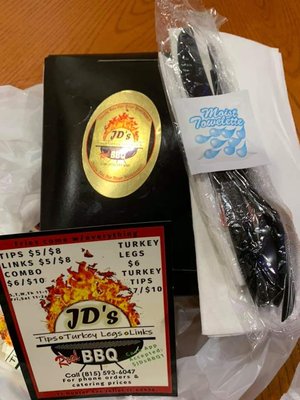 JD's
BBQ
Moist
Towelette
TIPS $5/$8
LINKS $5/$8
COMBO
$6/$10
TURKEY
LEGS
$6
TURKEY
TIPS
$7/$10
JD's
Tips•Turkey Legs•Links
BBQ
Call (815) 593-6047
For phone orders &
catering prices